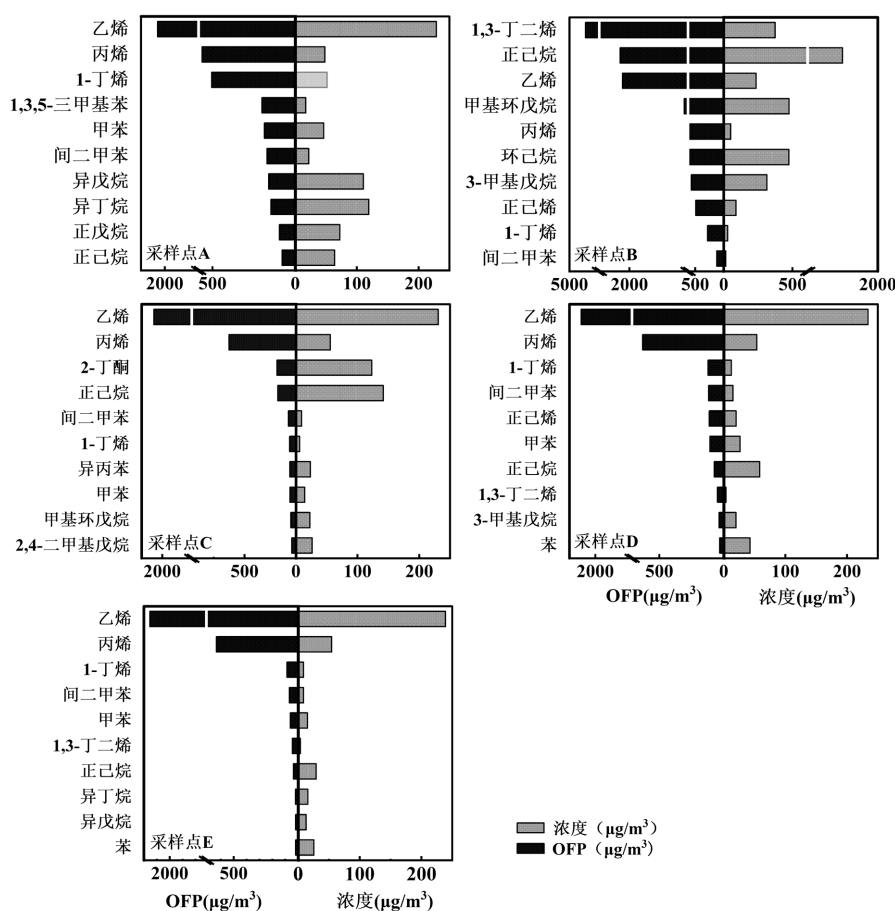 乙烯
丙烯
1-丁烯
1,3,5-三甲基苯
甲苯
间二甲苯
异戊烷
异丁烷
正戊烷
正己烷
采样点A
2000 500 0 100 200
1,3-丁二烯
正己烷
乙烯
甲基环戊烷
丙烯
环己烷
3-甲基戊烷
正己烯
1-丁烯
间二甲苯
采样点B
5000 2000 500 0 500 2000
乙烯
丙烯
2-丁酮
正己烷
间二甲苯
1-丁烯
异丙苯
甲苯
甲基环戊烷
2,4-二甲基戊烷
采样点C
2000 500 0 100 200
乙烯
丙烯
1-丁烯
间二甲苯
正己烯
甲苯
正己烷
1,3-丁二烯
3-甲基戊烷
苯
采样点D
2000 500 0 100 200
OFP(μg/m³) 浓度(μg/m³)
乙烯
丙烯
1-丁烯
间二甲苯
甲苯
1,3-丁二烯
正己烷
异丁烷
异戊烷
苯
采样点E
2000 500 0 100 200
OFP(μg/m³) 浓度(μg/m³)
浓度（μg/m³）
OFP（μg/m³）